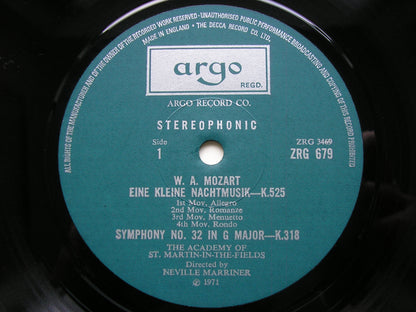 ALL RIGHTS OF THE MANUFACTURER AND OF THE OWNER OF THE RECORDED WORK RESERVED · UNAUTHORISED PUBLIC PERFORMANCE BROADCASTING AND COPYING OF THIS RECORD PROHIBITED
MADE IN ENGLAND · THE DECCA RECORD CO. LTD.
argo
REGD.
ARGO RECORD CO.
STEREOPHONIC
Side
1
ZRG 3469
ZRG 679
W. A. MOZART
EINE KLEINE NACHTMUSIK—K.525
1st Mov. Allegro
2nd Mov. Romanze
3rd Mov. Menuetto
4th Mov. Rondo
SYMPHONY NO. 32 IN G MAJOR—K.318
THE ACADEMY OF
ST. MARTIN-IN-THE-FIELDS
Directed by
NEVILLE MARRINER
℗ 1971